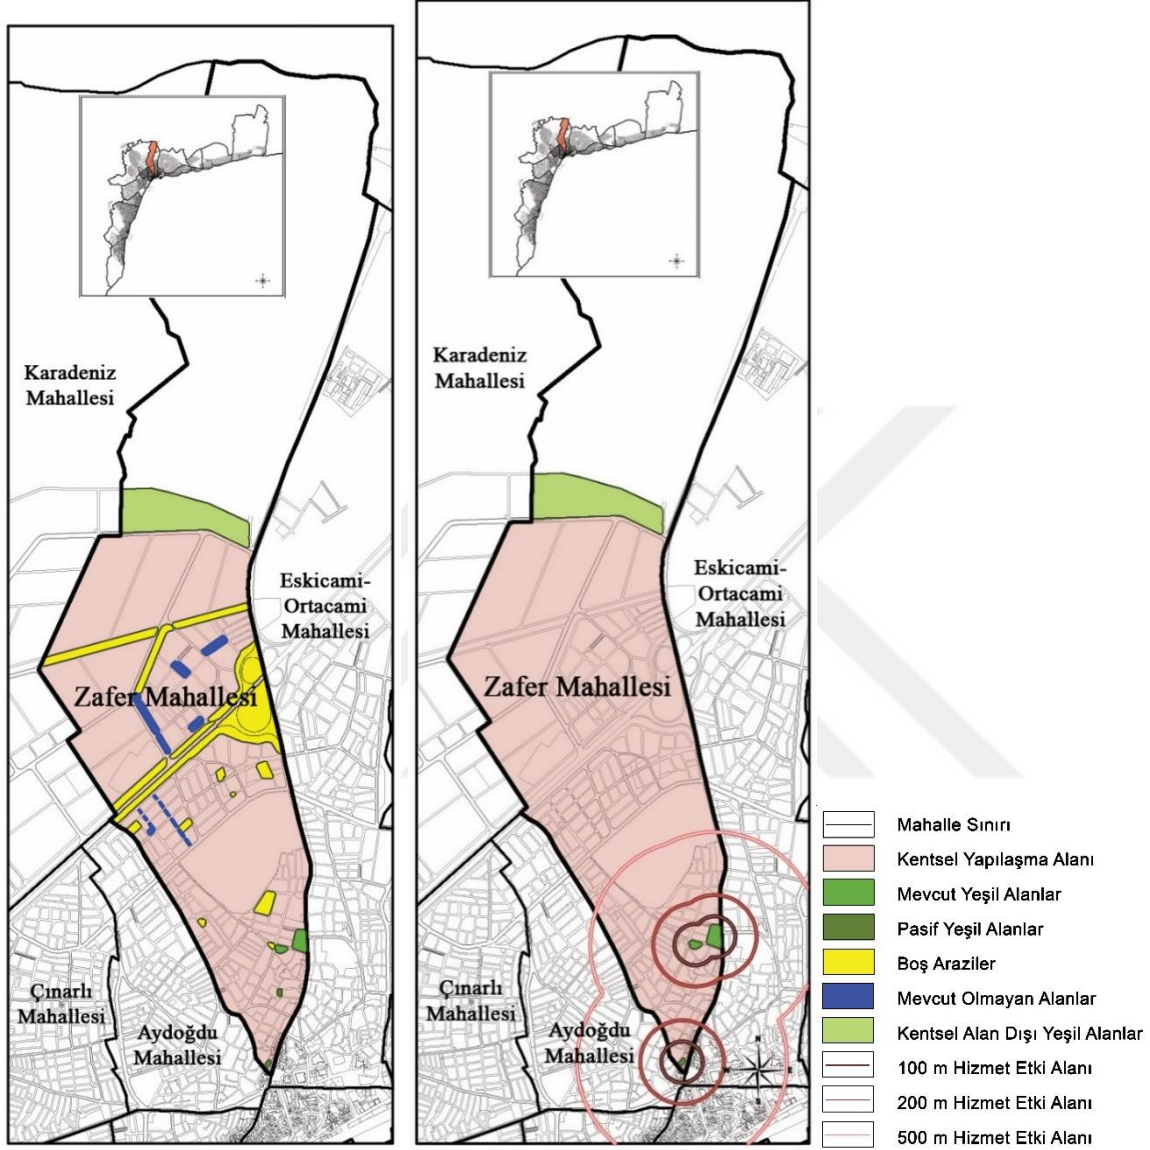 Karadeniz
Mahallesi
Eskicami-
Ortacami
Mahallesi
Zafer Mahallesi
Çınarlı
Mahallesi
Aydoğdu
Mahallesi
Karadeniz
Mahallesi
Eskicami-
Ortacami
Mahallesi
Zafer Mahallesi
Çınarlı
Mahallesi
Aydoğdu
Mahallesi
N
W
E
S
Mahalle Sınırı
Kentsel Yapılaşma Alanı
Mevcut Yeşil Alanlar
Pasif Yeşil Alanlar
Boş Araziler
Mevcut Olmayan Alanlar
Kentsel Alan Dışı Yeşil Alanlar
100 m Hizmet Etki Alanı
200 m Hizmet Etki Alanı
500 m Hizmet Etki Alanı